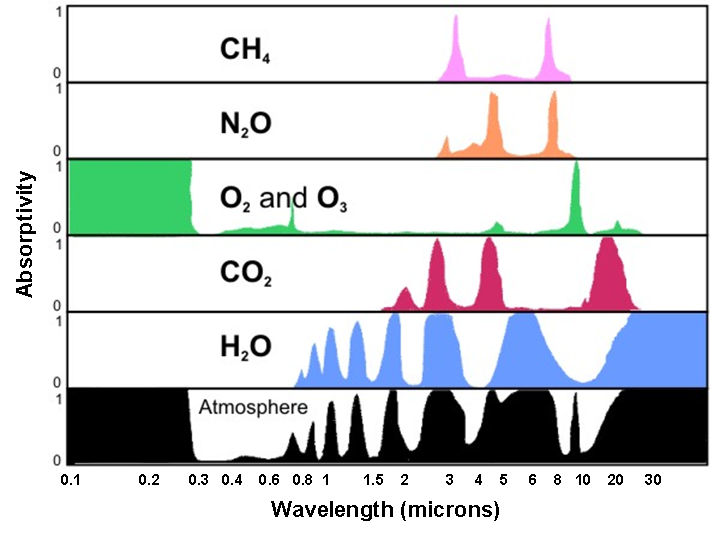 1
CH₄
0
1
N₂O
0
1
O₂ and O₃
0
1
CO₂
0
1
H₂O
0
1
Atmosphere
0
Absorptivity
0.1 0.2 0.3 0.4 0.6 0.8 1 1.5 2 3 4 5 6 8 10 20 30
Wavelength (microns)